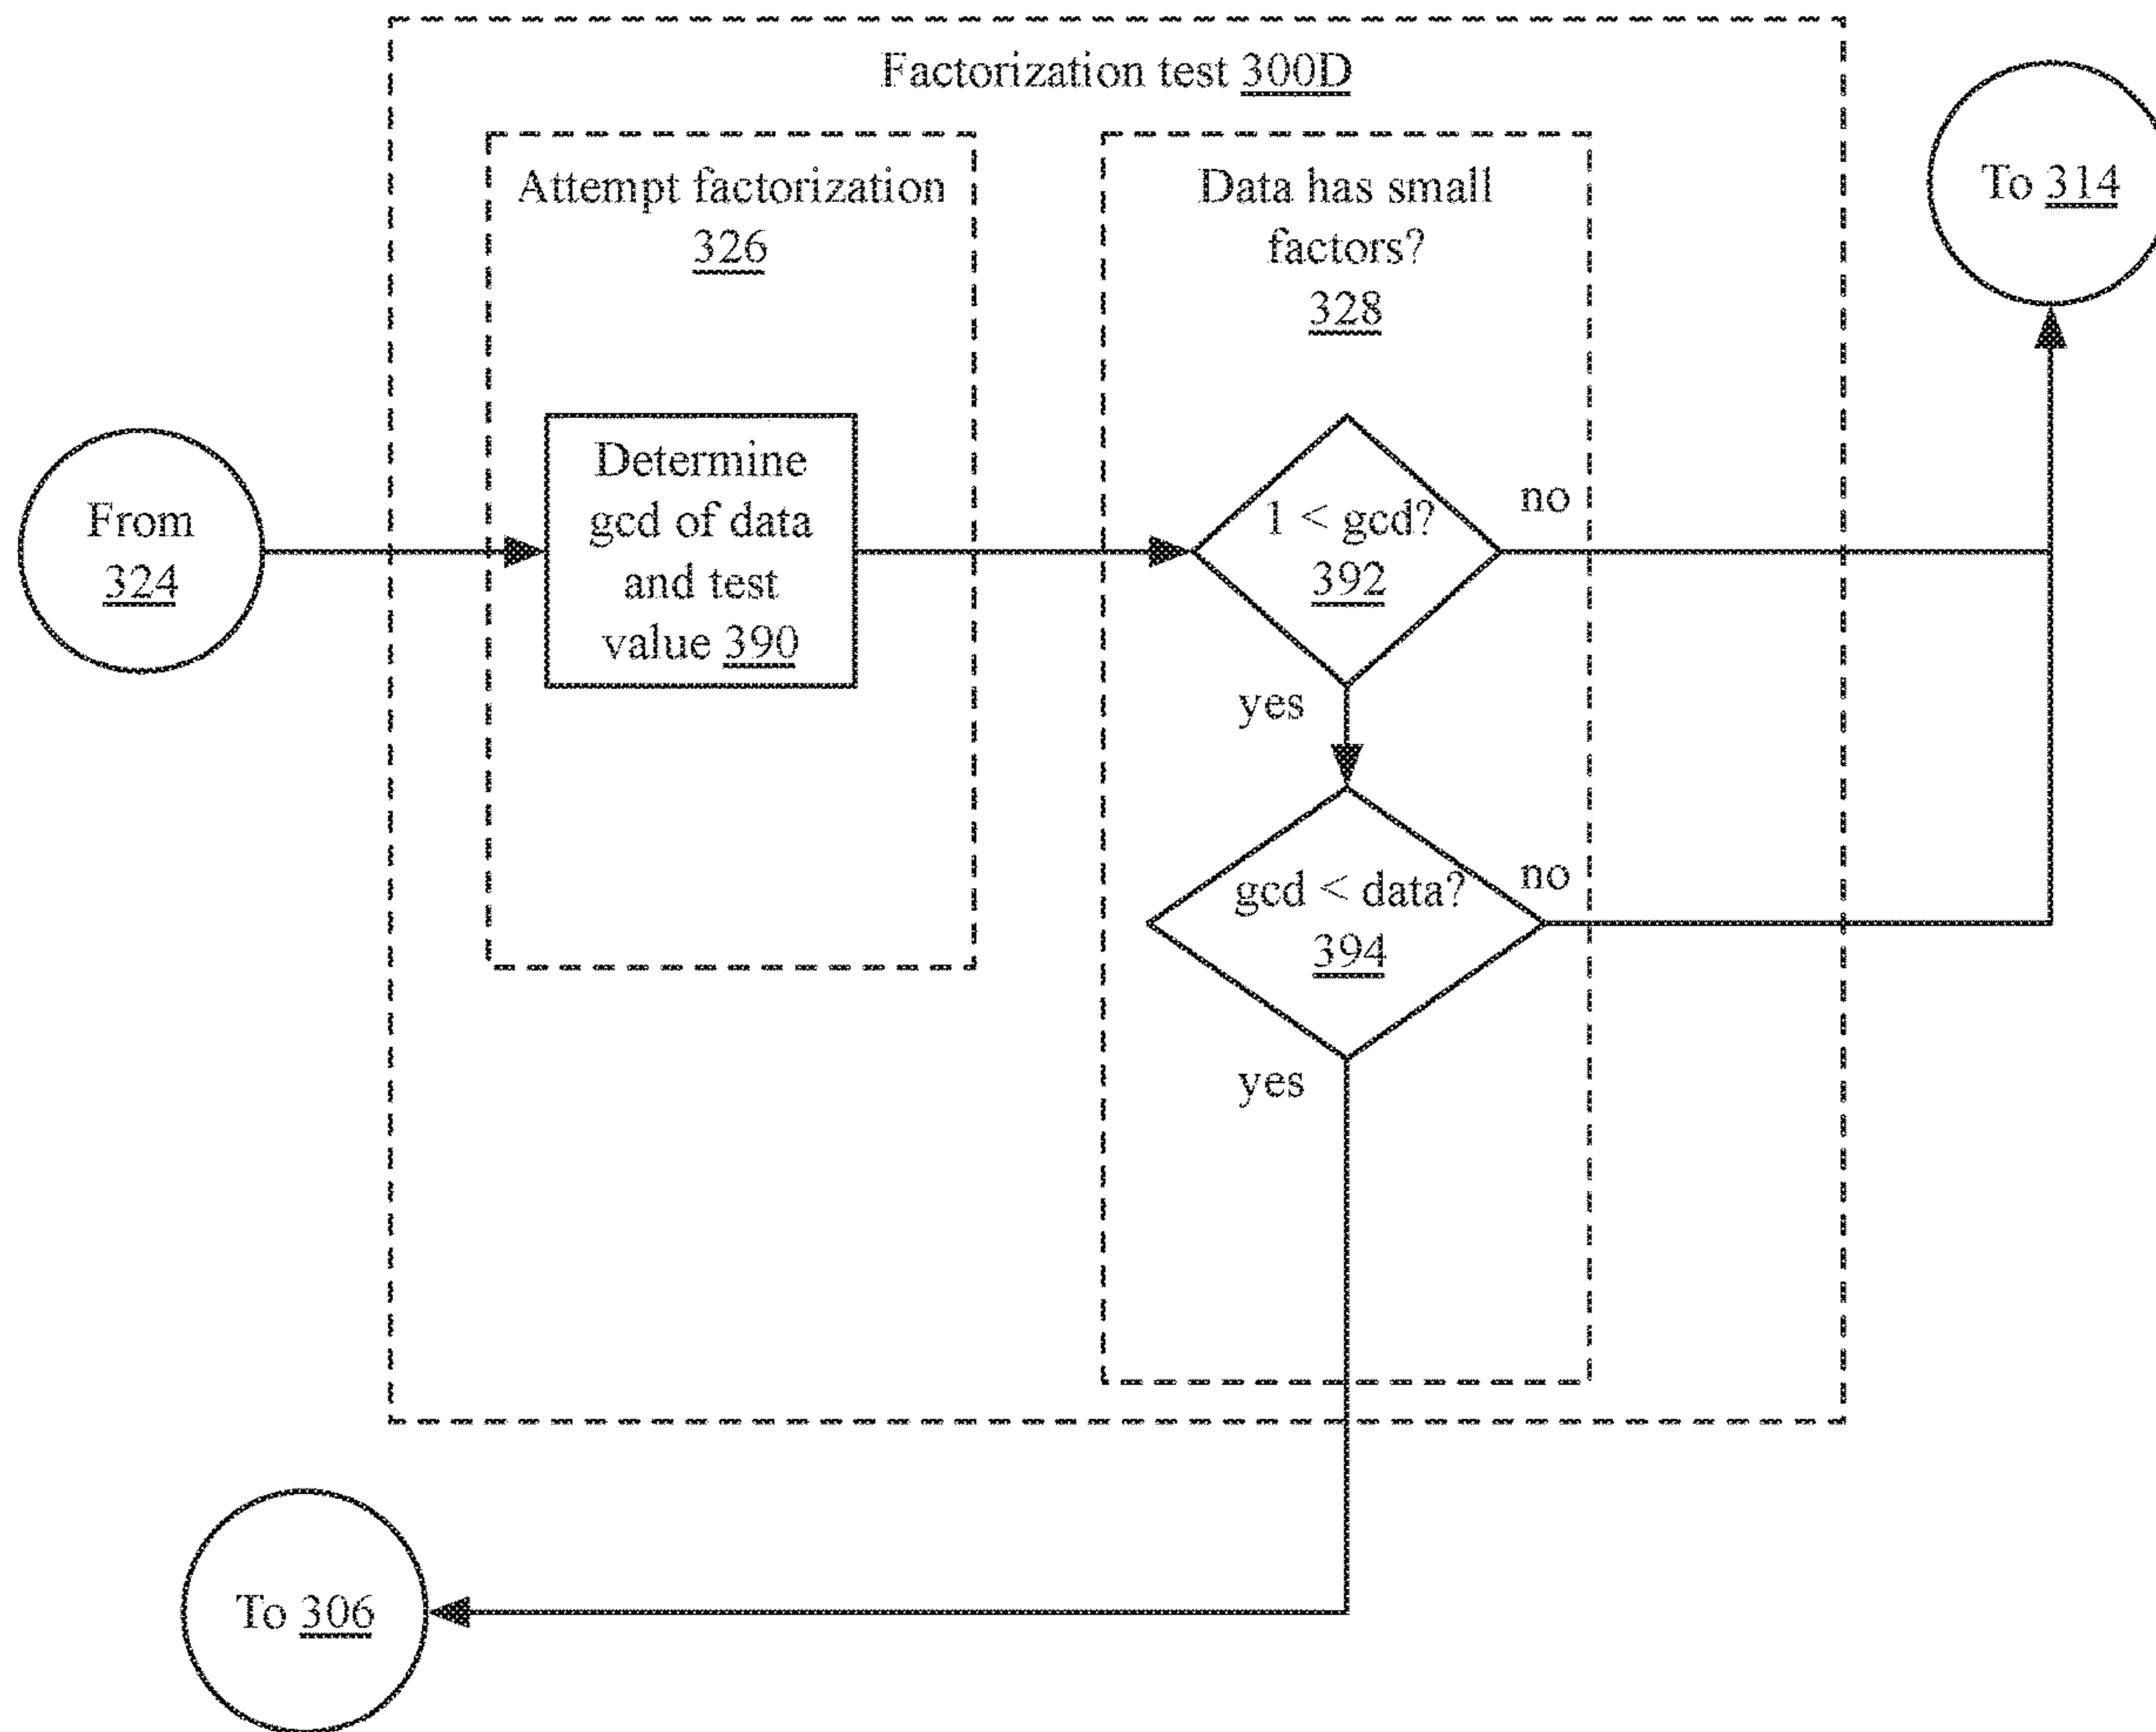 Factorization test 300D
Attempt factorization
326
Data has small
factors?
328
To 314
From
324
Determine
gcd of data
and test
value 390
1 < gcd?
392
no
yes
gcd < data?
394
no
yes
To 306